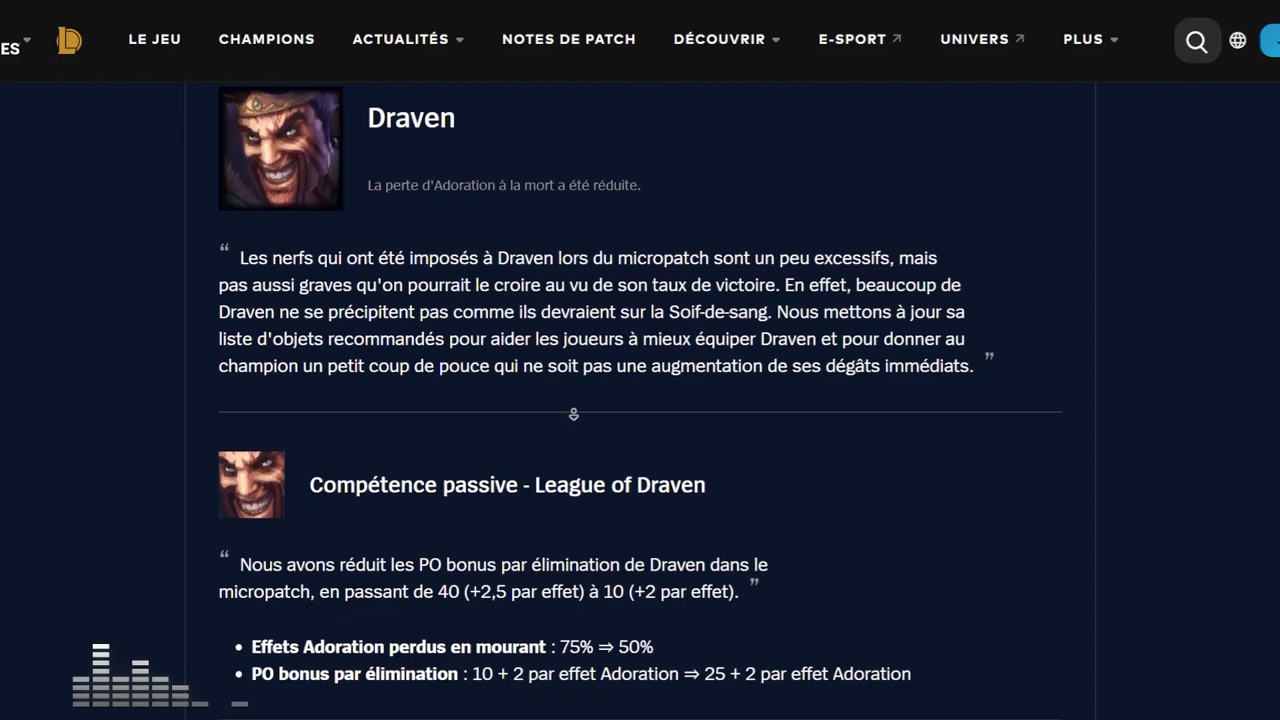 ES
LE JEU
CHAMPIONS
ACTUALITÉS
NOTES DE PATCH
DÉCOUVRIR
E-SPORT
UNIVERS
PLUS
Draven
La perte d'Adoration à la mort a été réduite.
“ Les nerfs qui ont été imposés à Draven lors du micropatch sont un peu excessifs, mais
pas aussi graves qu'on pourrait le croire au vu de son taux de victoire. En effet, beaucoup de
Draven ne se précipitent pas comme ils devraient sur la Soif-de-sang. Nous mettons à jour sa
liste d'objets recommandés pour aider les joueurs à mieux équiper Draven et pour donner au
champion un petit coup de pouce qui ne soit pas une augmentation de ses dégâts immédiats. ”
Compétence passive - League of Draven
“ Nous avons réduit les PO bonus par élimination de Draven dans le
micropatch, en passant de 40 (+2,5 par effet) à 10 (+2 par effet). ”
• Effets Adoration perdus en mourant : 75% ⇒ 50%
• PO bonus par élimination : 10 + 2 par effet Adoration ⇒ 25 + 2 par effet Adoration